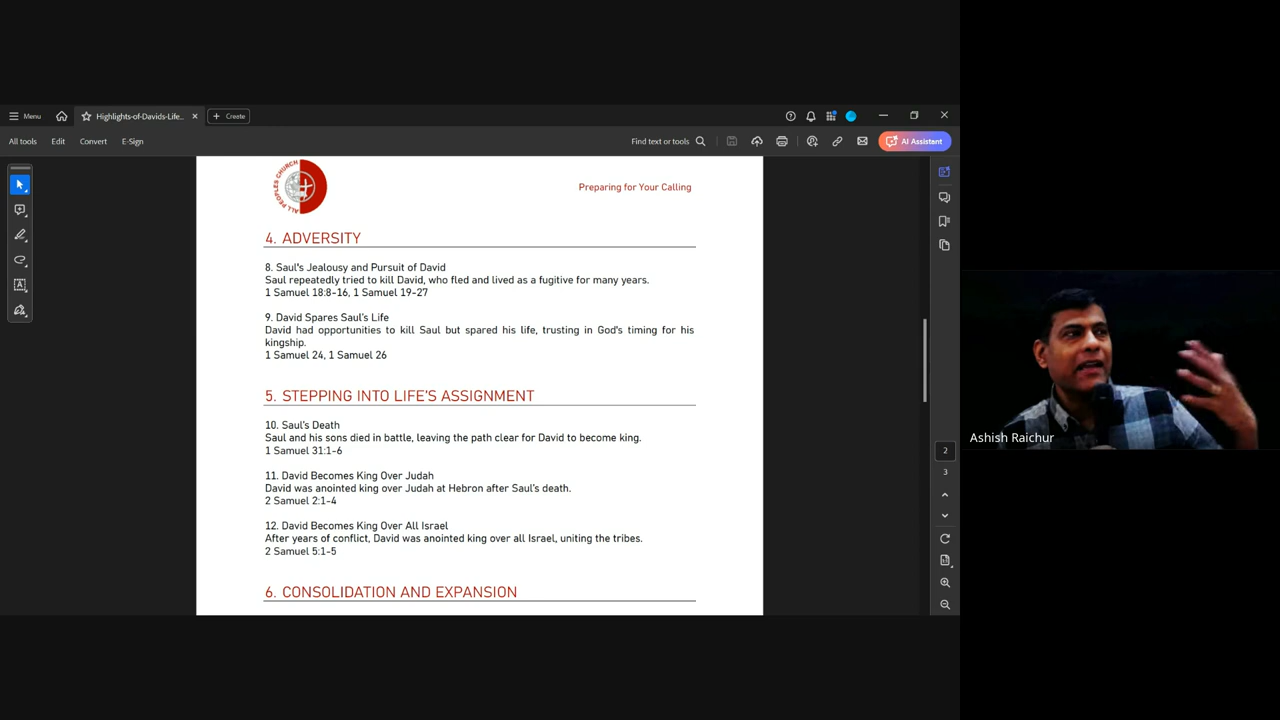 Menu
Highlights-of-Davids-Life...
Create
All tools
Edit
Convert
E-Sign
Find text or tools
AI Assistant
ALL PEOPLES CHURCH
Preparing for Your Calling
4. ADVERSITY
8. Saul's Jealousy and Pursuit of David
Saul repeatedly tried to kill David, who fled and lived as a fugitive for many years.
1 Samuel 18:8-16, 1 Samuel 19-27
9. David Spares Saul's Life
David had opportunities to kill Saul but spared his life, trusting in God's timing for his
kingship.
1 Samuel 24, 1 Samuel 26
5. STEPPING INTO LIFE'S ASSIGNMENT
10. Saul's Death
Saul and his sons died in battle, leaving the path clear for David to become king.
1 Samuel 31:1-6
11. David Becomes King Over Judah
David was anointed king over Judah at Hebron after Saul's death.
2 Samuel 2:1-4
12. David Becomes King Over All Israel
After years of conflict, David was anointed king over all Israel, uniting the tribes.
2 Samuel 5:1-5
6. CONSOLIDATION AND EXPANSION
2
3
Ashish Raichur